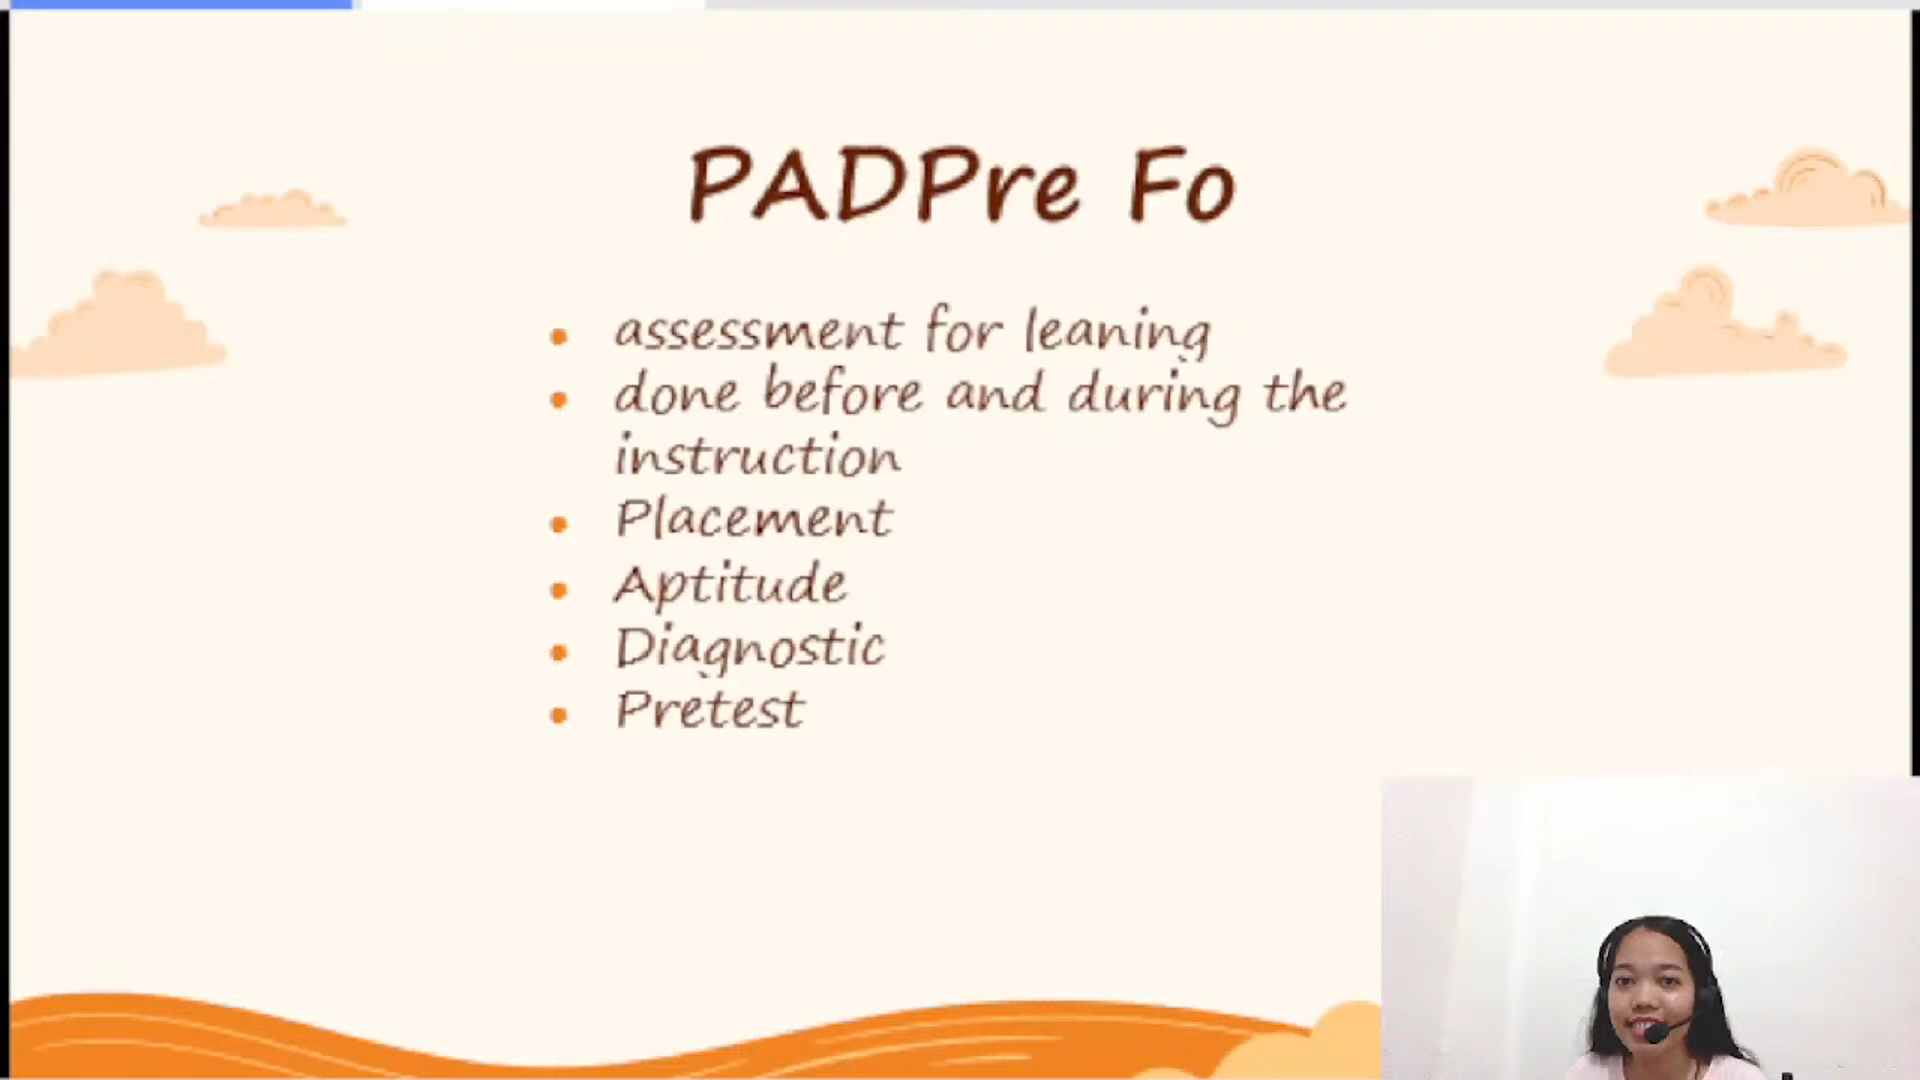 PADPre Fo
assessment for leaning
done before and during the
instruction
Placement
Aptitude
Diagnostic
Pretest